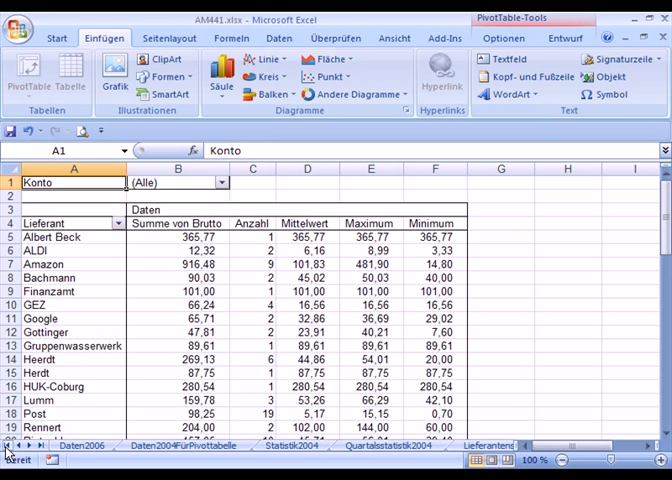 AM441.xlsx - Microsoft Excel
PivotTable-Tools
Start Einfügen Seitenlayout Formeln Daten Überprüfen Ansicht Add-Ins Optionen Entwurf
PivotTable Tabelle Grafik ClipArt Formen SmartArt Säule Linie Kreis Balken Fläche Punkt Andere Diagramme Hyperlink Textfeld Kopf- und Fußzeile WordArt Signaturzeile Objekt Symbol
Tabellen Illustrationen Diagramme Hyperlinks Text
A1 fx Konto
A B C D E F G H I
1 Konto (Alle)
2
3 Daten
4 Lieferant Summe von Brutto Anzahl Mittelwert Maximum Minimum
5 Albert Beck 365,77 1 365,77 365,77 365,77
6 ALDI 12,32 2 6,16 8,99 3,33
7 Amazon 916,48 9 101,83 481,90 14,80
8 Bachmann 90,03 2 45,02 50,03 40,00
9 Finanzamt 101,00 1 101,00 101,00 101,00
10 GEZ 66,24 4 16,56 16,56 16,56
11 Google 65,71 2 32,86 36,69 29,02
12 Gottinger 47,81 2 23,91 40,21 7,60
13 Gruppenwasserwerk 89,61 1 89,61 89,61 89,61
14 Heerdt 269,13 6 44,86 54,01 20,00
15 Herdt 87,75 1 87,75 87,75 87,75
16 HUK-Coburg 280,54 1 280,54 280,54 280,54
17 Lumm 159,78 3 53,26 66,29 42,10
18 Post 98,25 19 5,17 15,15 0,70
19 Rennert 204,00 2 102,00 144,00 60,00
Daten2006 Daten2004FürPivottabelle Statistik2004 Quartalsstatistik2004 Lieferantens
Bereit 100 %